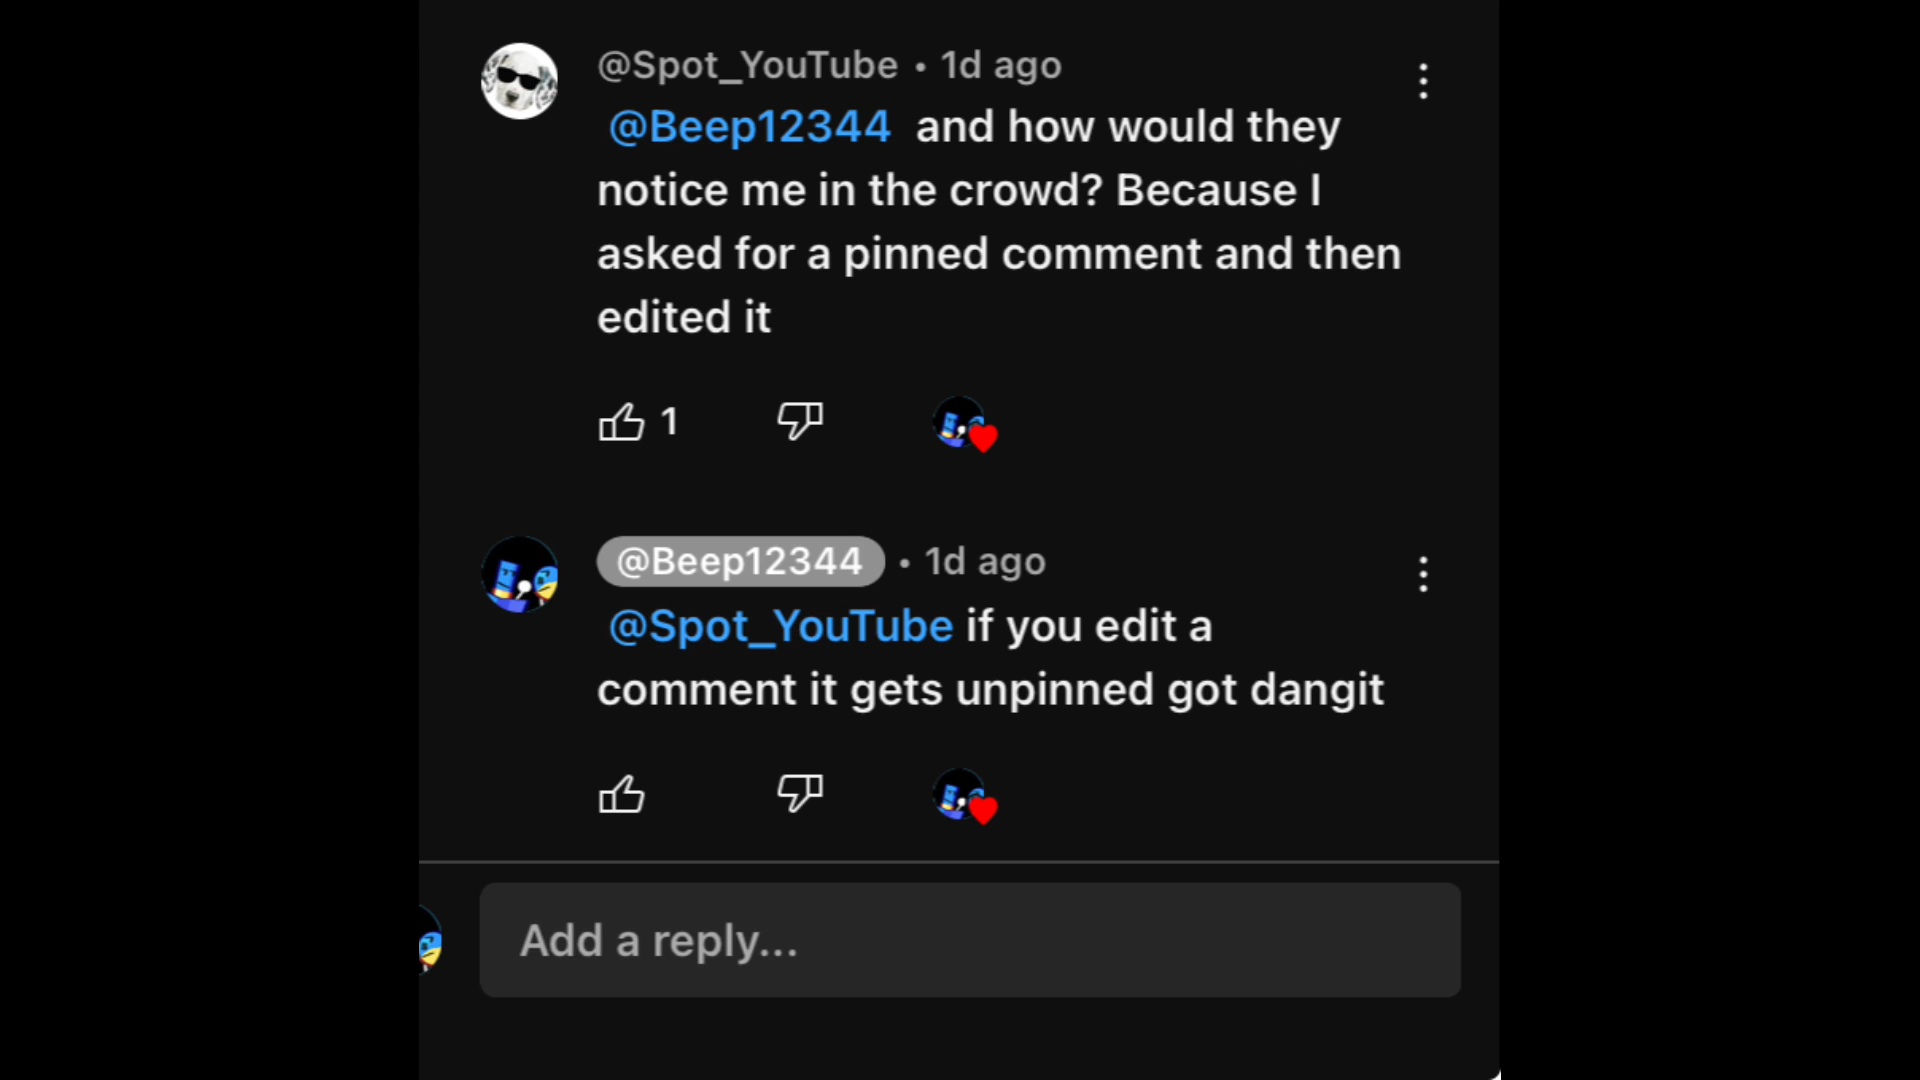 @Spot_YouTube • 1d ago
@Beep12344 and how would they
notice me in the crowd? Because I
asked for a pinned comment and then
edited it
1
@Beep12344 • 1d ago
@Spot_YouTube if you edit a
comment it gets unpinned got dangit
Add a reply...